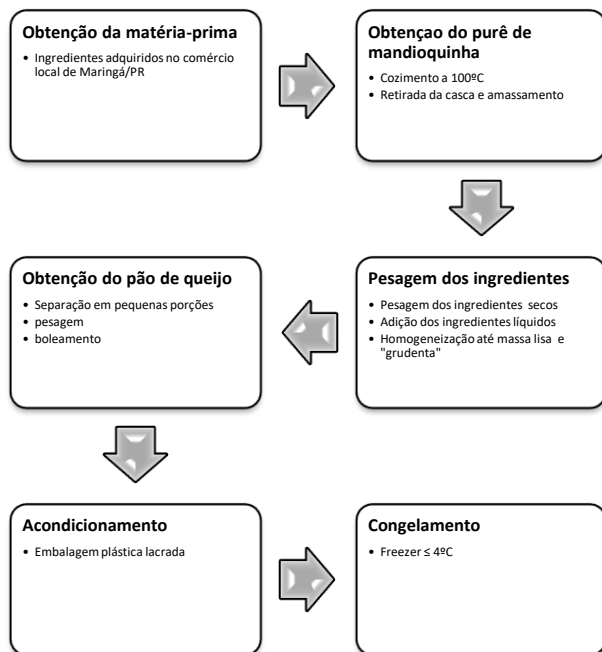 Obtenção da matéria-prima
• Ingredientes adquiridos no comércio
local de Maringá/PR
Obtençao do purê de
mandioquinha
• Cozimento a 100ºC
• Retirada da casca e amassamento
Pesagem dos ingredientes
• Pesagem dos ingredientes secos
• Adição dos ingredientes líquidos
• Homogeneização até massa lisa e
"grudenta"
Obtenção do pão de queijo
• Separação em pequenas porções
• pesagem
• boleamento
Acondicionamento
• Embalagem plástica lacrada
Congelamento
• Freezer ≤ 4ºC